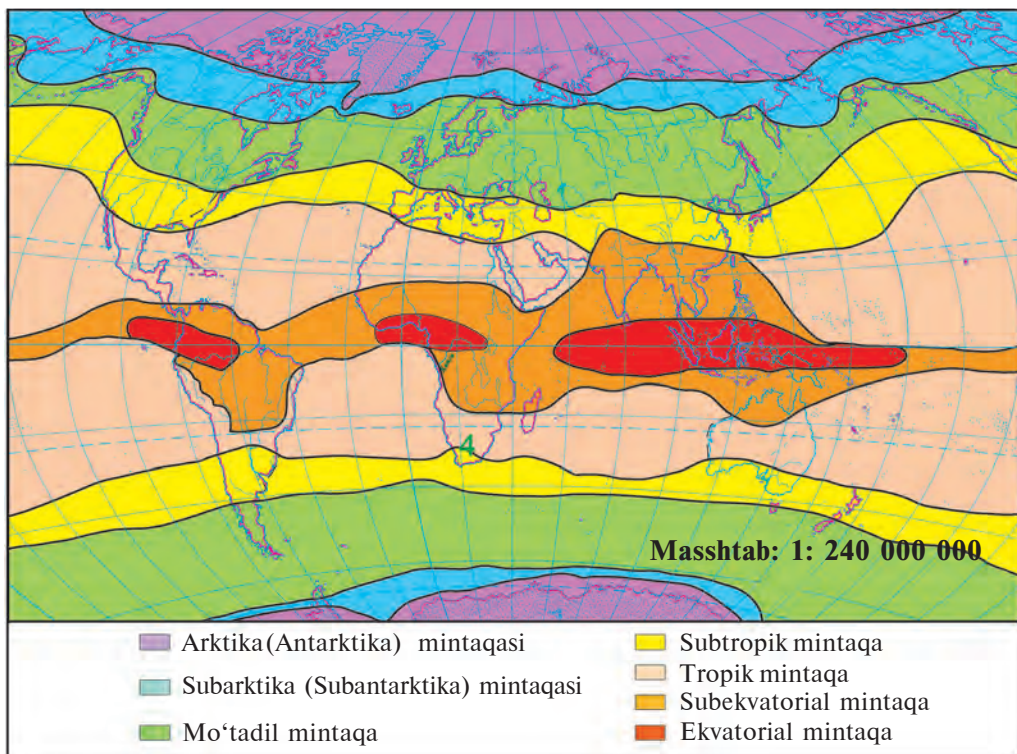 4
Masshtab: 1: 240 000 000
Arktika (Antarktika) mintaqasi
Subarktika (Subantarktika) mintaqasi
Mo‘tadil mintaqa
Subtropik mintaqa
Tropik mintaqa
Subekvatorial mintaqa
Ekvatorial mintaqa